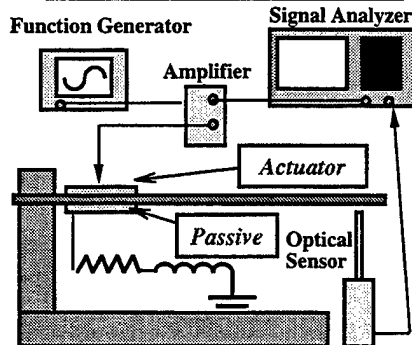 Signal Analyzer
Function Generator
Amplifier
Actuator
Passive
Optical
Sensor